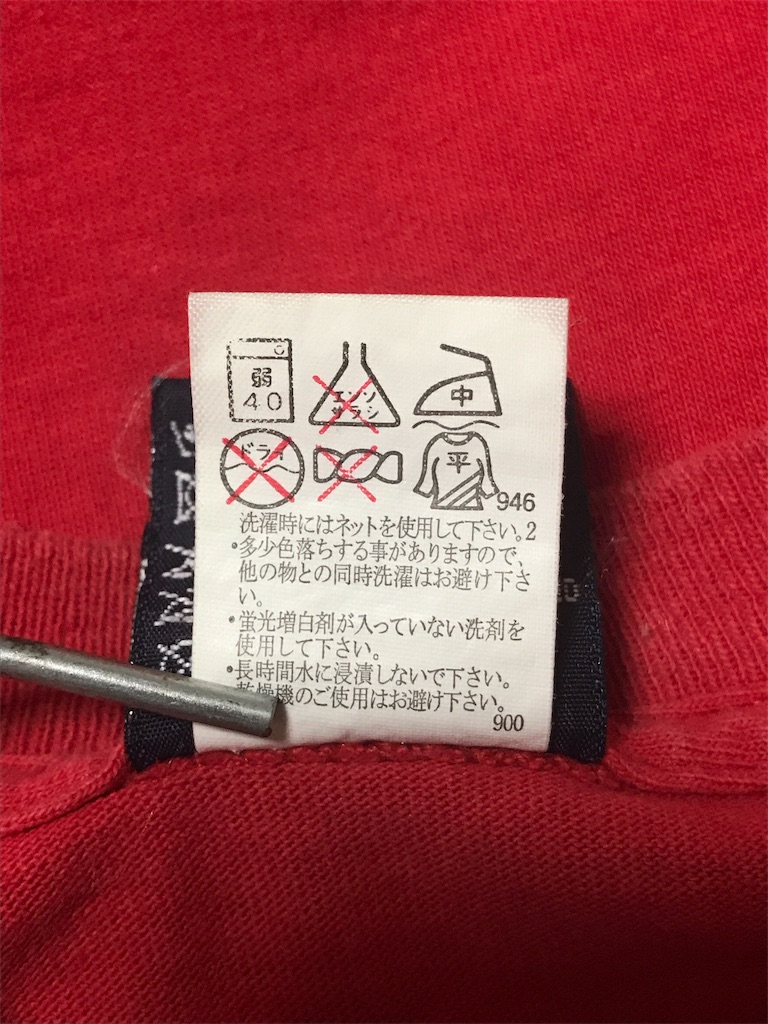 弱
40
エンソ
サラシ
中
ドライ
平
946
洗濯時にはネットを使用して下さい。2
・多少色落ちする事がありますので、
他の物との同時洗濯はお避け下さ
い。
・蛍光増白剤が入っていない洗剤を
使用して下さい。
・長時間水に浸漬しないで下さい。
乾燥機のご使用はお避け下さい。
900